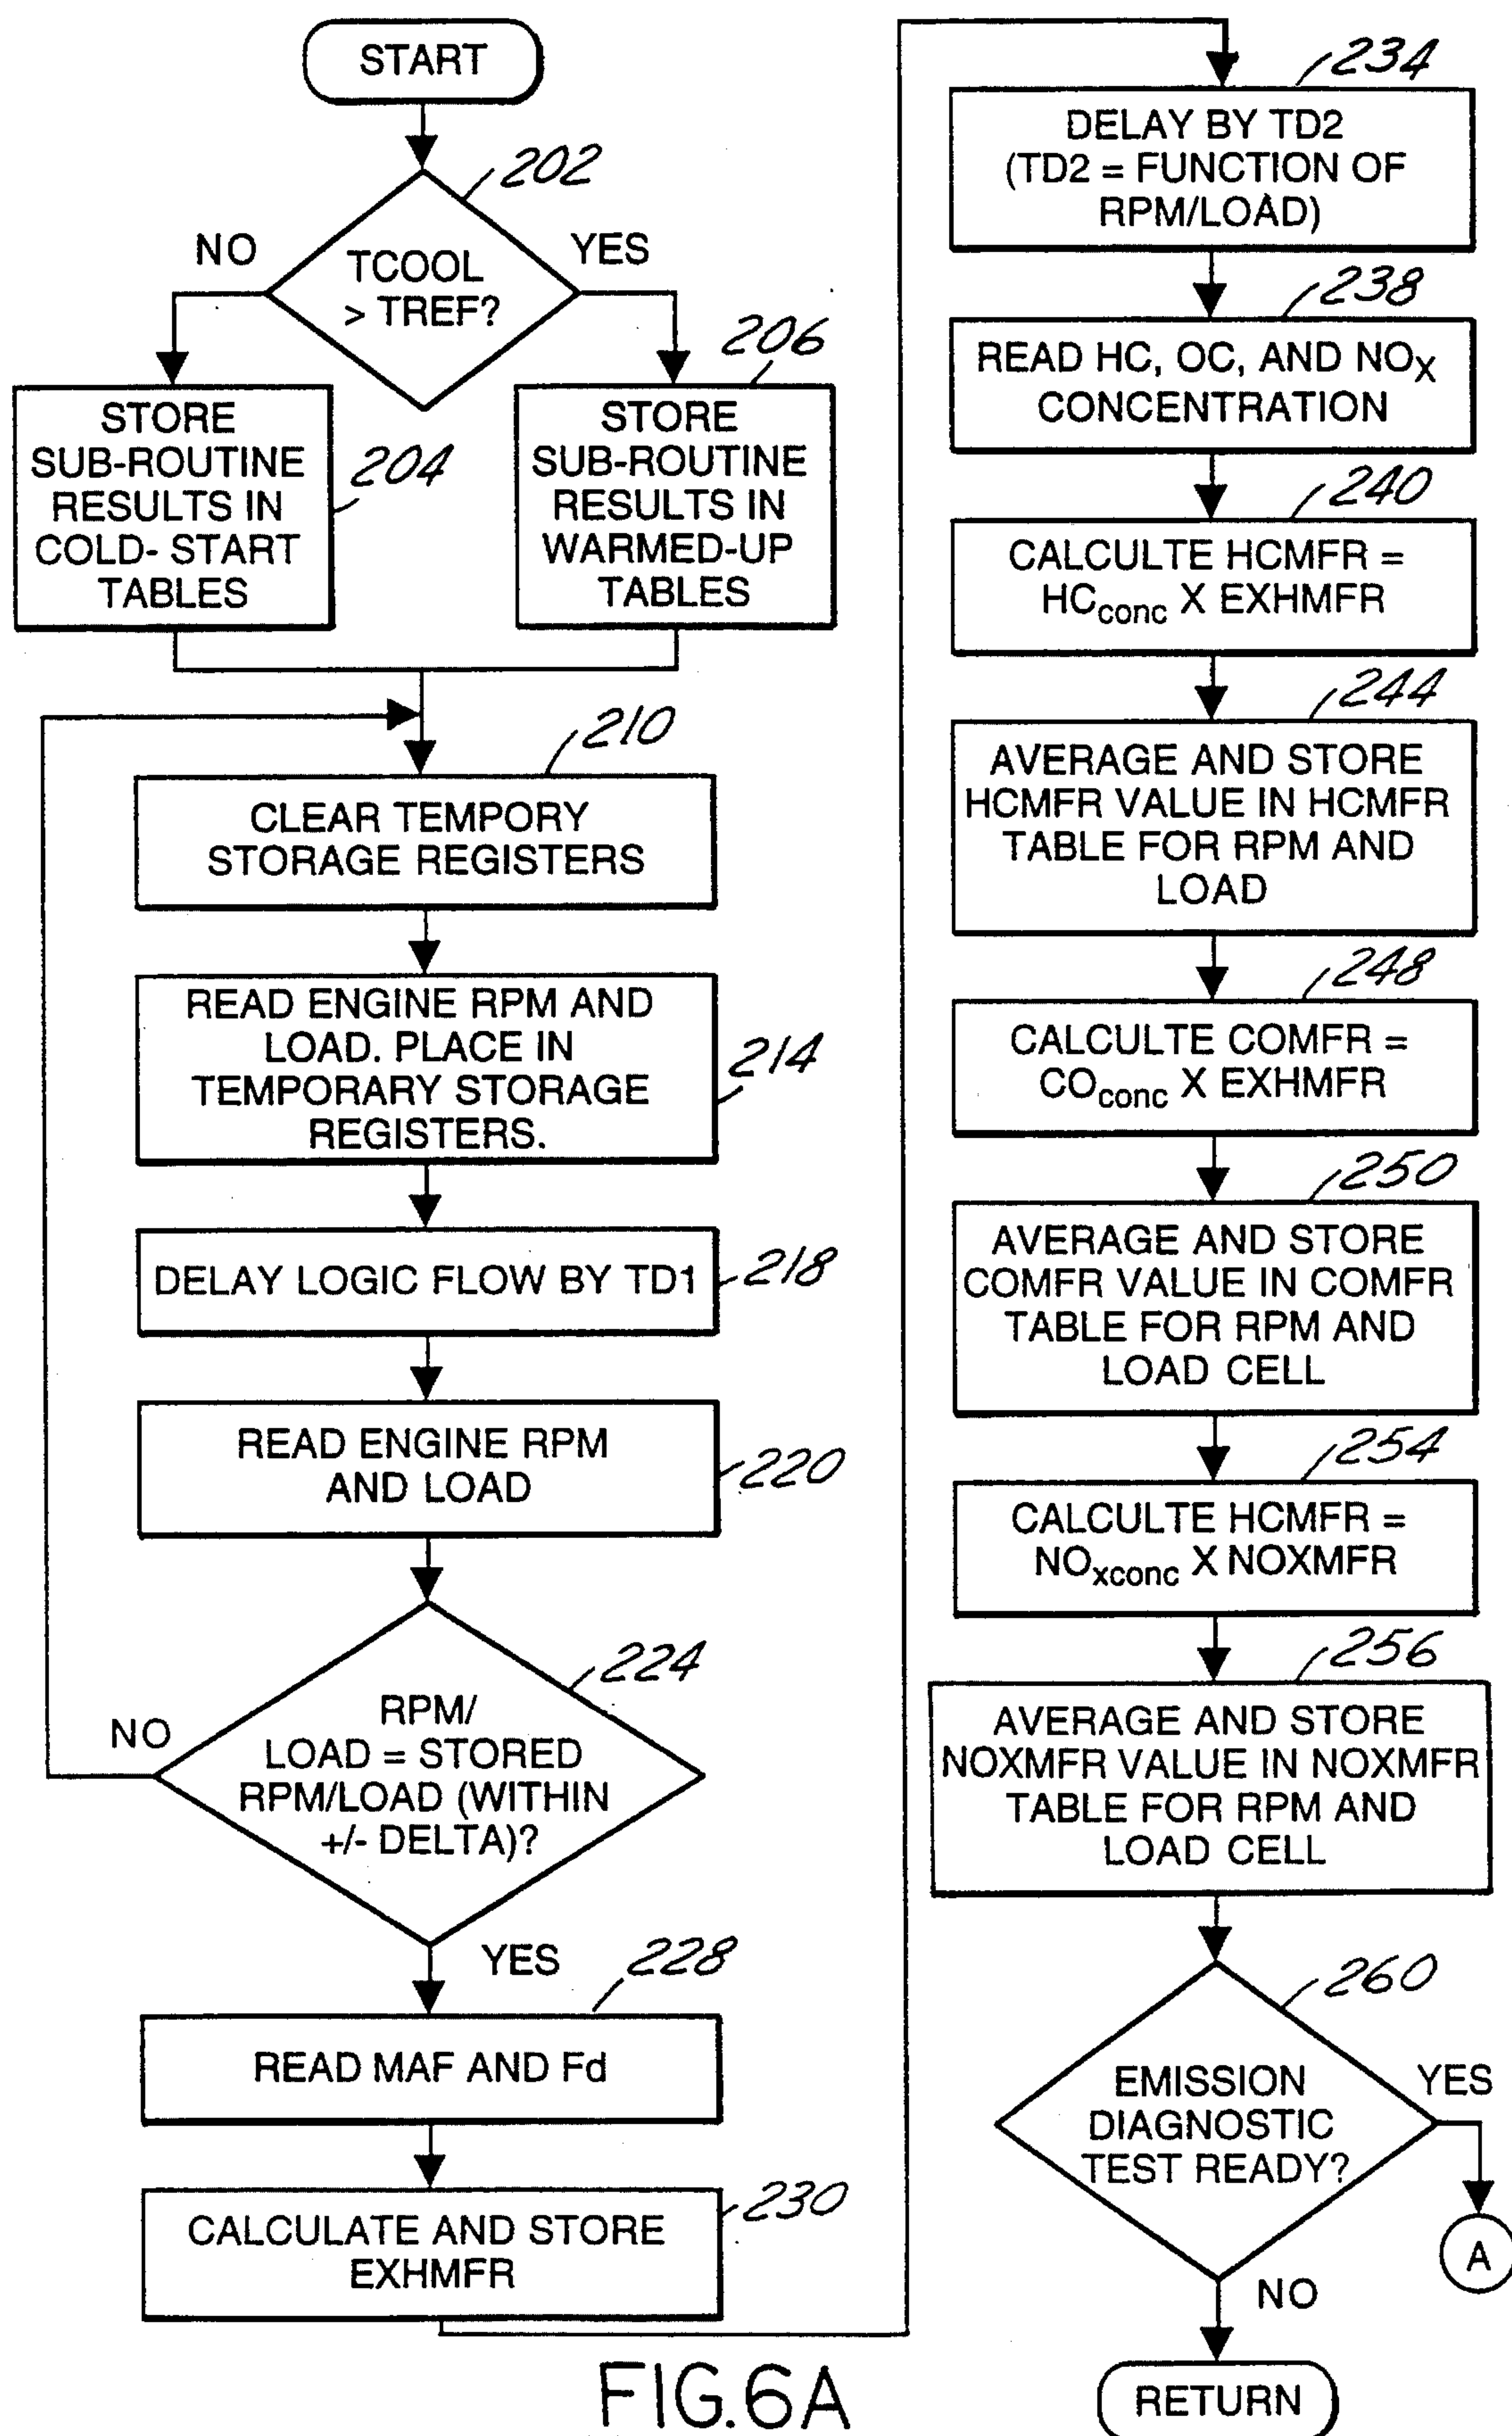 START
202
NO
YES
TCOOL
> TREF?
206
STORE
SUB-ROUTINE
RESULTS IN
COLD- START
TABLES
204
STORE
SUB-ROUTINE
RESULTS IN
WARMED-UP
TABLES
210
CLEAR TEMPORY
STORAGE REGISTERS
READ ENGINE RPM AND
LOAD. PLACE IN
TEMPORARY STORAGE
REGISTERS.
214
DELAY LOGIC FLOW BY TD1
218
READ ENGINE RPM
AND LOAD
220
224
RPM/
LOAD = STORED
RPM/LOAD (WITHIN
+/- DELTA)?
NO
YES
228
READ MAF AND Fd
230
CALCULATE AND STORE
EXHMFR
234
DELAY BY TD2
(TD2 = FUNCTION OF
RPM/LOAD)
238
READ HC, OC, AND NOX
CONCENTRATION
240
CALCULTE HCMFR =
HCconc X EXHMFR
244
AVERAGE AND STORE
HCMFR VALUE IN HCMFR
TABLE FOR RPM AND
LOAD
248
CALCULTE COMFR =
COconc X EXHMFR
250
AVERAGE AND STORE
COMFR VALUE IN COMFR
TABLE FOR RPM AND
LOAD CELL
254
CALCULTE HCMFR =
NOxconc X NOXMFR
256
AVERAGE AND STORE
NOXMFR VALUE IN NOXMFR
TABLE FOR RPM AND
LOAD CELL
260
EMISSION
DIAGNOSTIC
TEST READY?
YES
A
NO
RETURN
FIG.6A